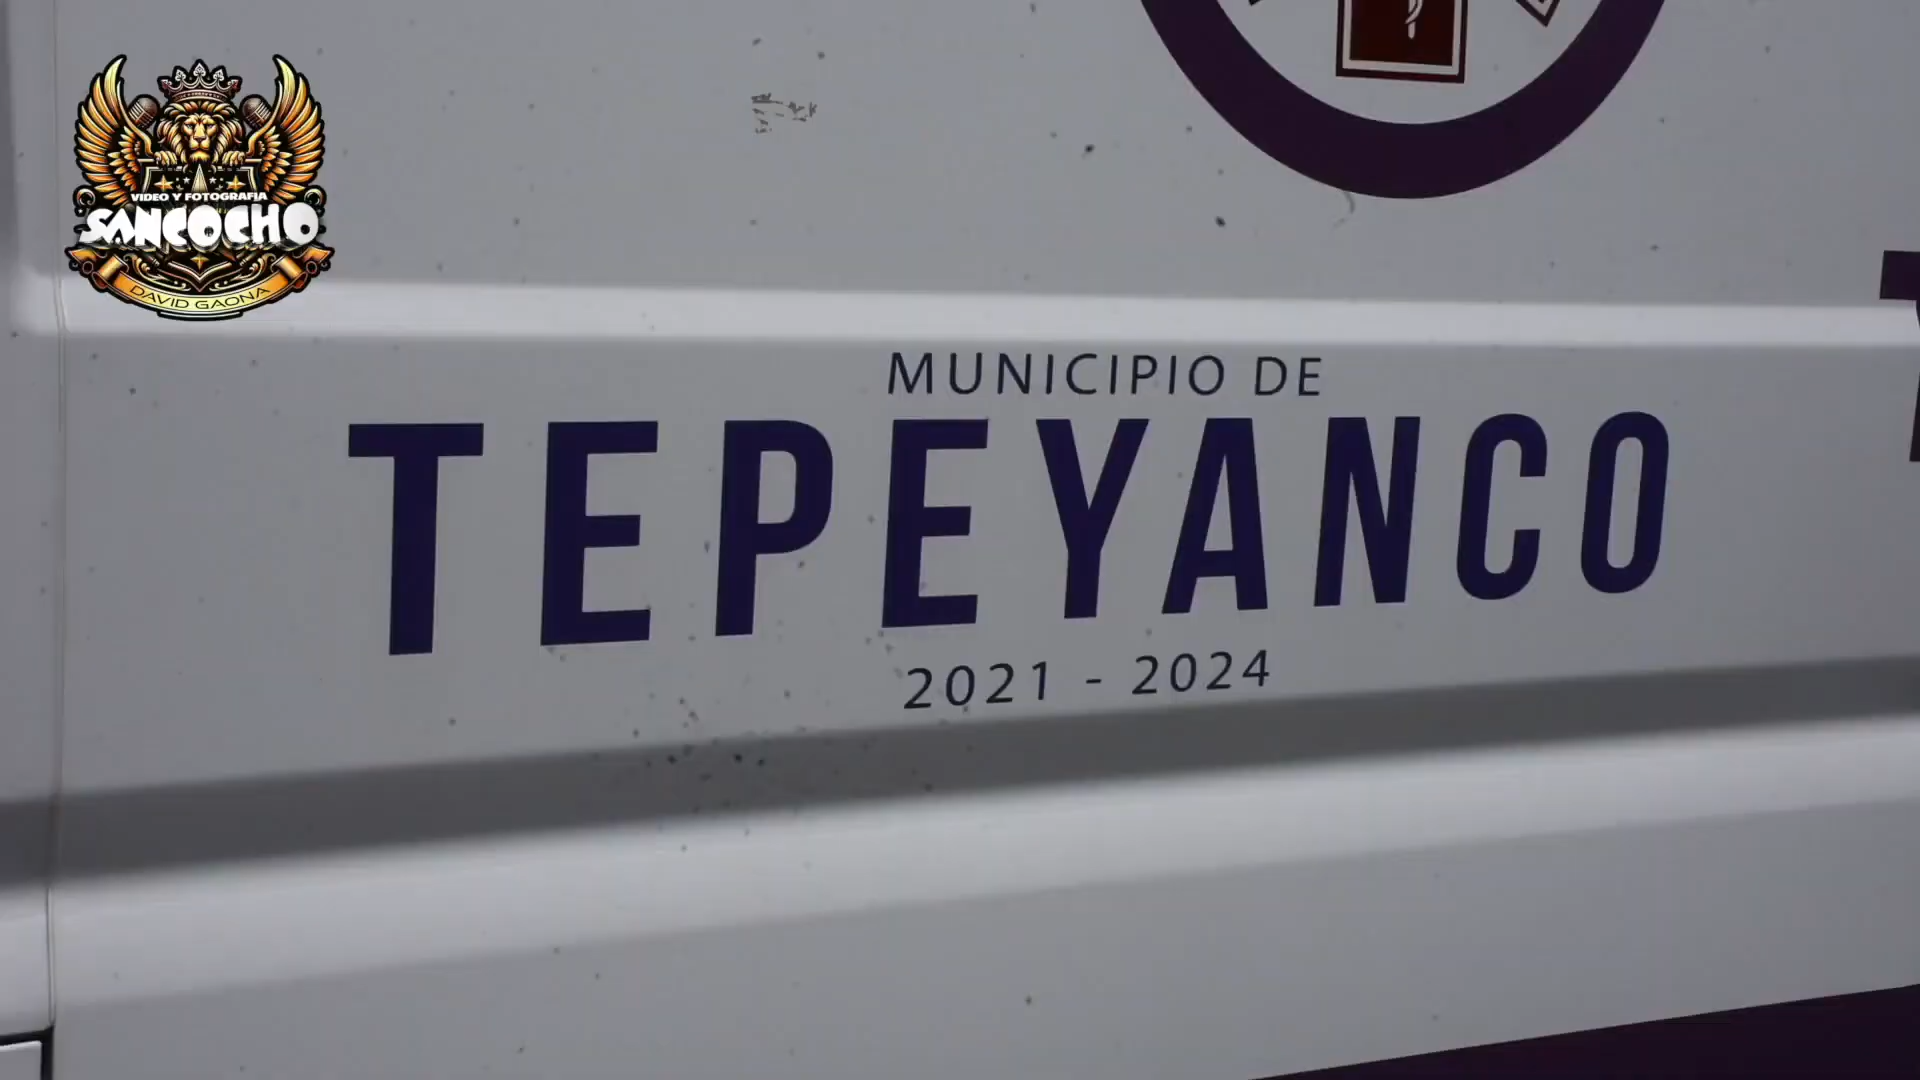 VIDEO Y FOTOGRAFIA
SANCOCHO
DAVID GAONA
MUNICIPIO DE
TEPEYANCO
2021 - 2024